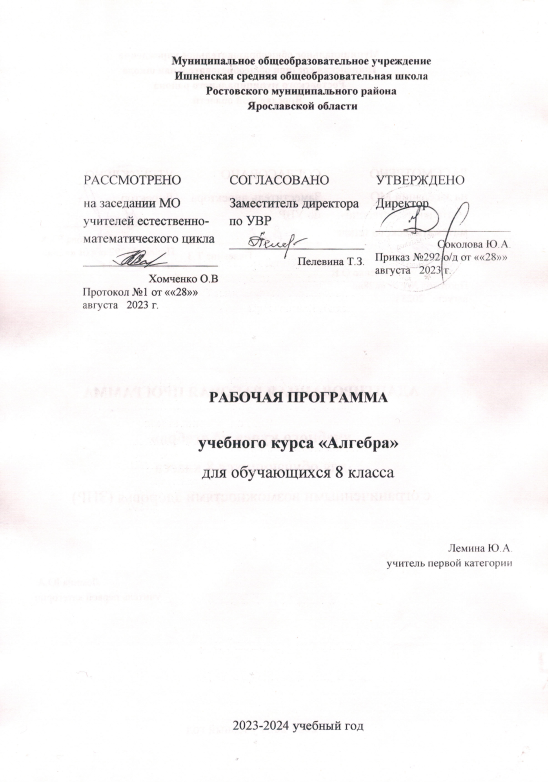 Муниципальное общеобразовательное учреждение
Ишненская средняя общеобразовательная школа
Ростовского муниципального района
Ярославской области
РАССМОТРЕНО
на заседании МО
учителей естественно-
математического цикла
Хомченко О.В
Протокол №1 от ««28»»
августа 2023 г.
СОГЛАСОВАНО
Заместитель директора
по УВР
Пелевина Т.З.
УТВЕРЖДЕНО
Директор
Соколова Ю.А.
Приказ №292 о/д от ««28»»
августа 2023 г.
РАБОЧАЯ ПРОГРАММА
учебного курса «Алгебра»
для обучающихся 8 класса
Лемина Ю.А.
учитель первой категории
2023-2024 учебный год